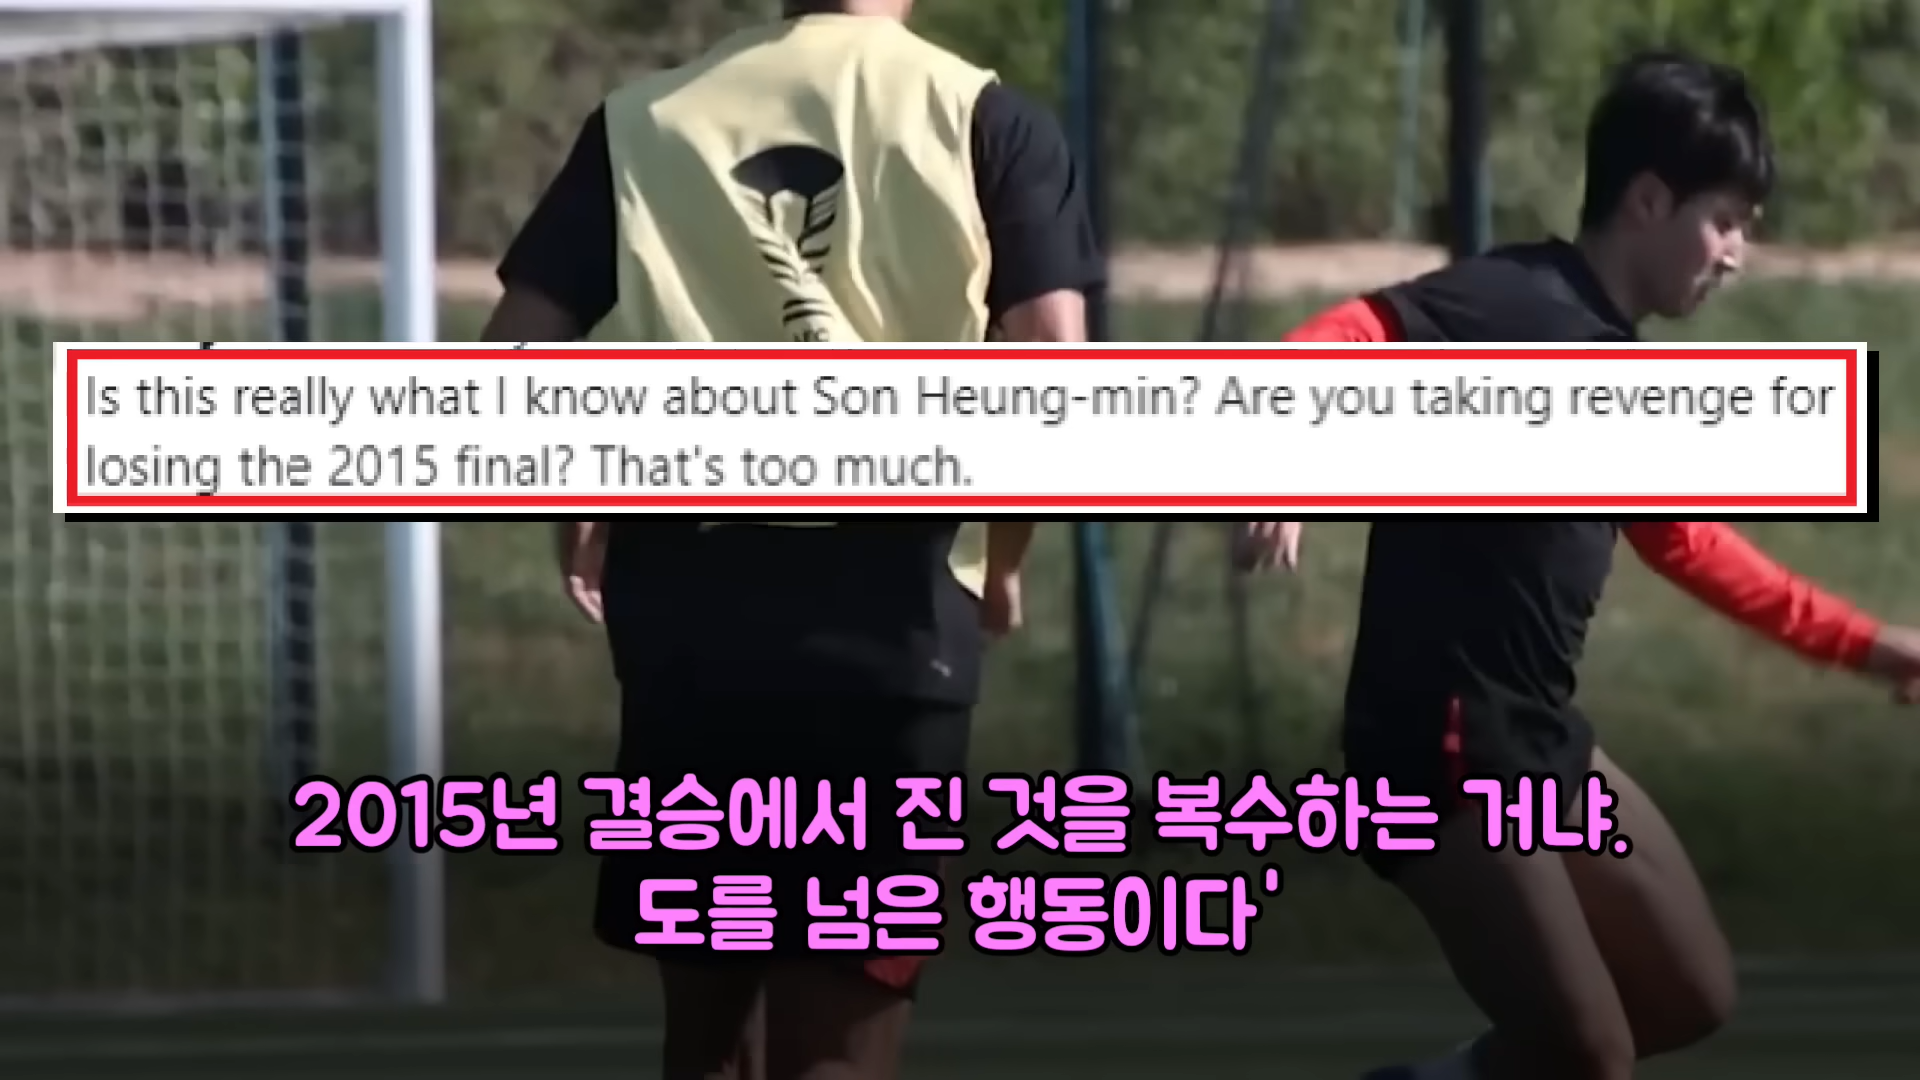 Is this really what I know about Son Heung-min? Are you taking revenge for
losing the 2015 final? That's too much.
2015년 결승에서 진 것을 복수하는 거냐.
도를 넘은 행동이다'